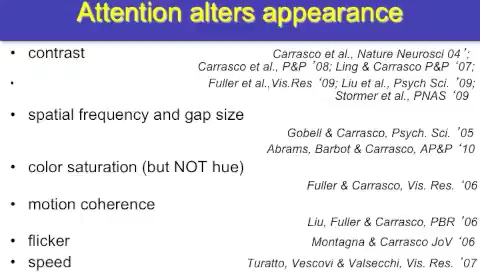 Attention alters appearance
• contrast Carrasco et al., Nature Neurosci 04’;
Carrasco et al., P&P ’08; Ling & Carrasco P&P ‘07;
• Fuller et al.,Vis.Res ‘09; Liu et al., Psych Sci. ’09;
Stormer et al., PNAS ‘09
• spatial frequency and gap size
Gobell & Carrasco, Psych. Sci. ’05
Abrams, Barbot & Carrasco, AP&P ‘10
• color saturation (but NOT hue)
Fuller & Carrasco, Vis. Res. ‘06
• motion coherence
Liu, Fuller & Carrasco, PBR ‘06
• flicker Montagna & Carrasco JoV ‘06
• speed Turatto, Vescovi & Valsecchi, Vis. Res. ‘07